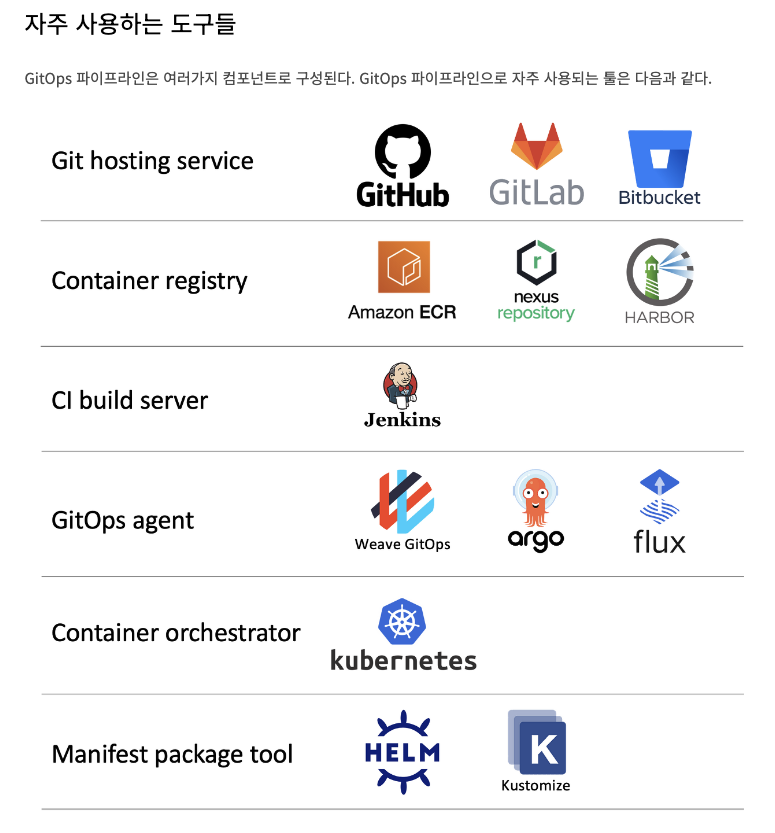 자주 사용하는 도구들
GitOps 파이프라인은 여러가지 컴포넌트로 구성된다. GitOps 파이프라인으로 자주 사용되는 툴은 다음과 같다.
Git hosting service
GitHub
GitLab
Bitbucket
Container registry
Amazon ECR
r
nexus
repository
HARBOR
CI build server
Jenkins
GitOps agent
Weave GitOps
argo
flux
Container orchestrator
kubernetes
Manifest package tool
HELM
K
Kustomize